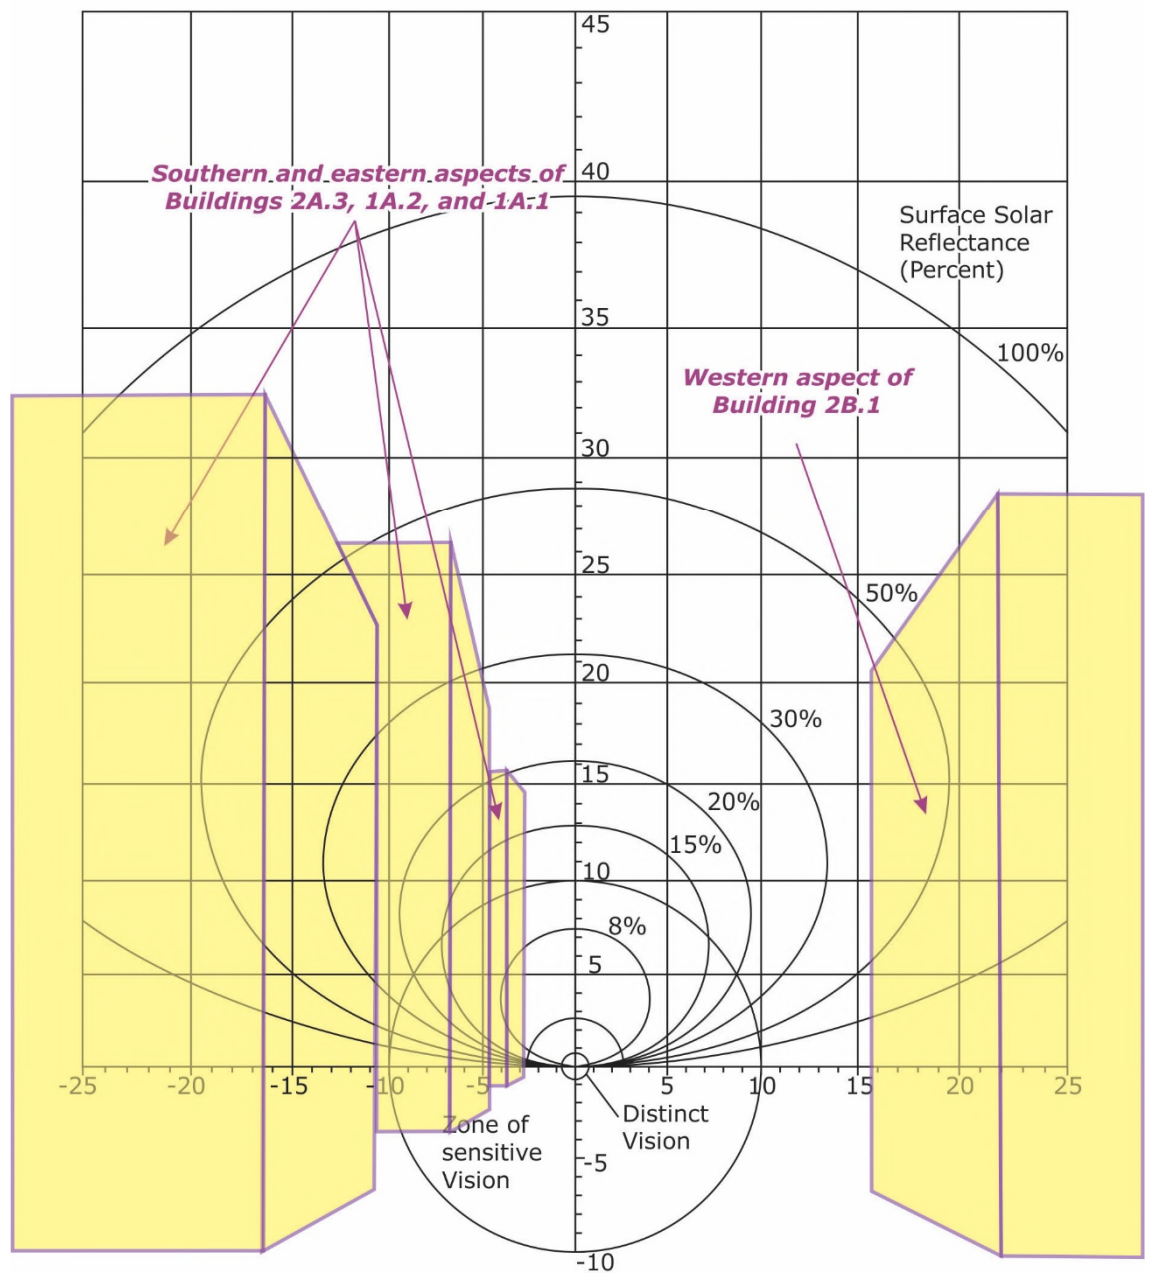 45
Southern and eastern aspects of
Buildings 2A.3, 1A.2, and 1A.1
40
Surface Solar
Reflectance
(Percent)
35
100%
Western aspect of
Building 2B.1
30
25
50%
20
30%
15
20%
15%
10
8%
5
-25 -20 -15 -10 -5 5 10 15 20 25
Zone of
sensitive
Vision
Distinct
Vision
-5
-10